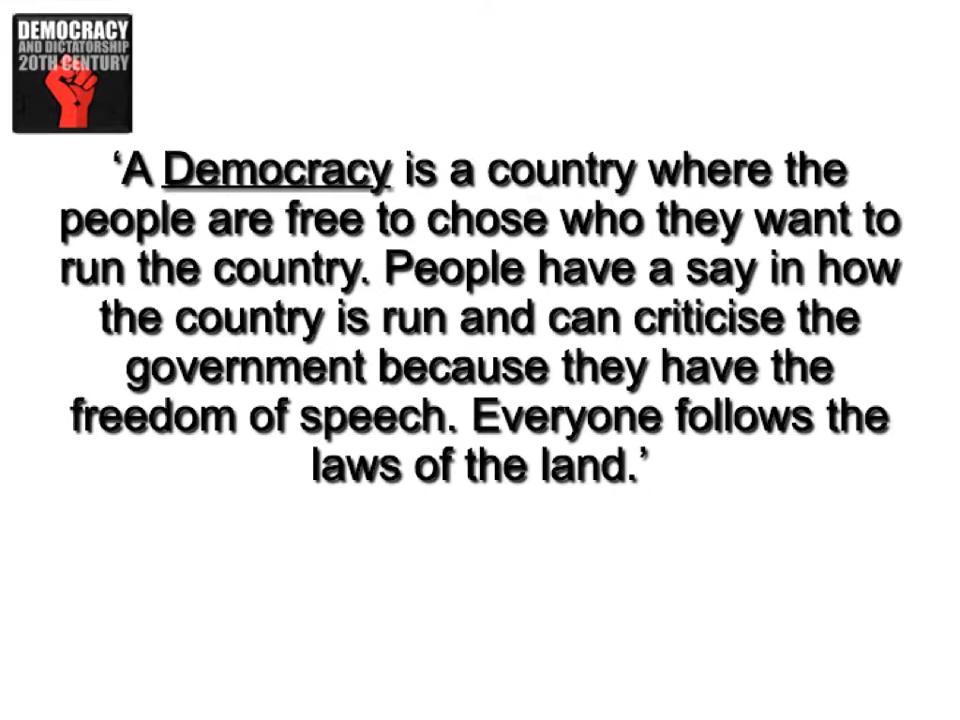 DEMOCRACY
AND DICTATORSHIP
20TH CENTURY
‘A Democracy is a country where the
people are free to chose who they want to
run the country. People have a say in how
the country is run and can criticise the
government because they have the
freedom of speech. Everyone follows the
laws of the land.’